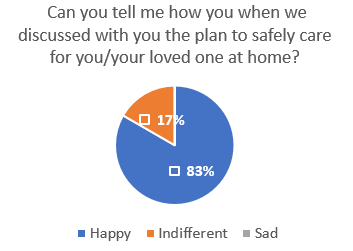 Can you tell me how you when we
discussed with you the plan to safely care
for you/your loved one at home?
17%
83%
Happy Indifferent Sad